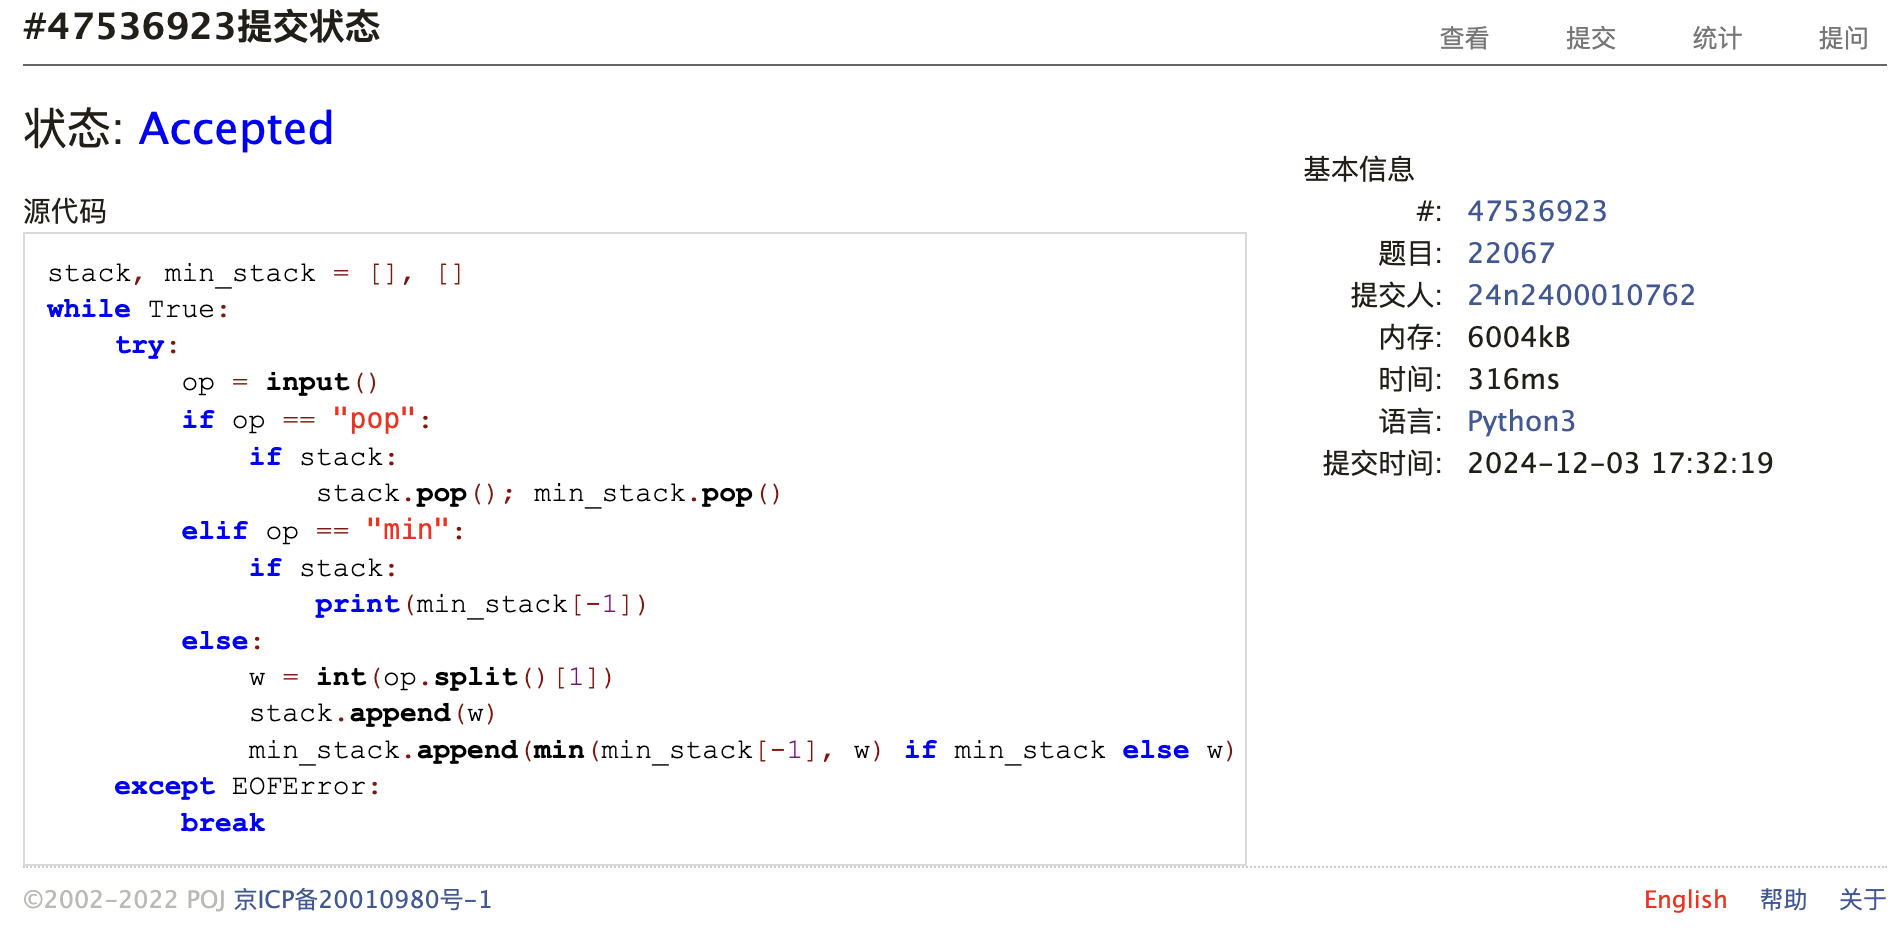 #47536923提交状态
查看 提交 统计 提问
状态: Accepted
源代码
stack, min_stack = [], []
while True:
    try:
        op = input()
        if op == "pop":
            if stack:
                stack.pop(); min_stack.pop()
        elif op == "min":
            if stack:
                print(min_stack[-1])
        else:
            w = int(op.split()[1])
            stack.append(w)
            min_stack.append(min(min_stack[-1], w) if min_stack else w)
    except EOFError:
        break
基本信息
#: 47536923
题目: 22067
提交人: 24n2400010762
内存: 6004kB
时间: 316ms
语言: Python3
提交时间: 2024-12-03 17:32:19
©2002-2022 POJ 京ICP备20010980号-1
English 帮助 关于